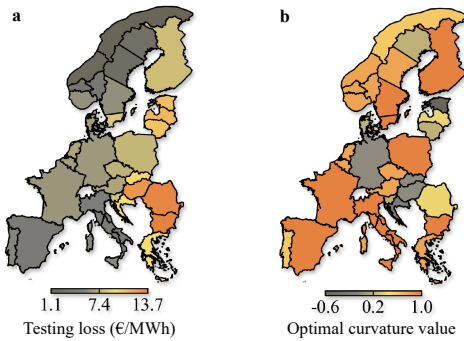 a
b
1.1 7.4 13.7
-0.6 0.2 1.0
Testing loss (€/MWh)
Optimal curvature value